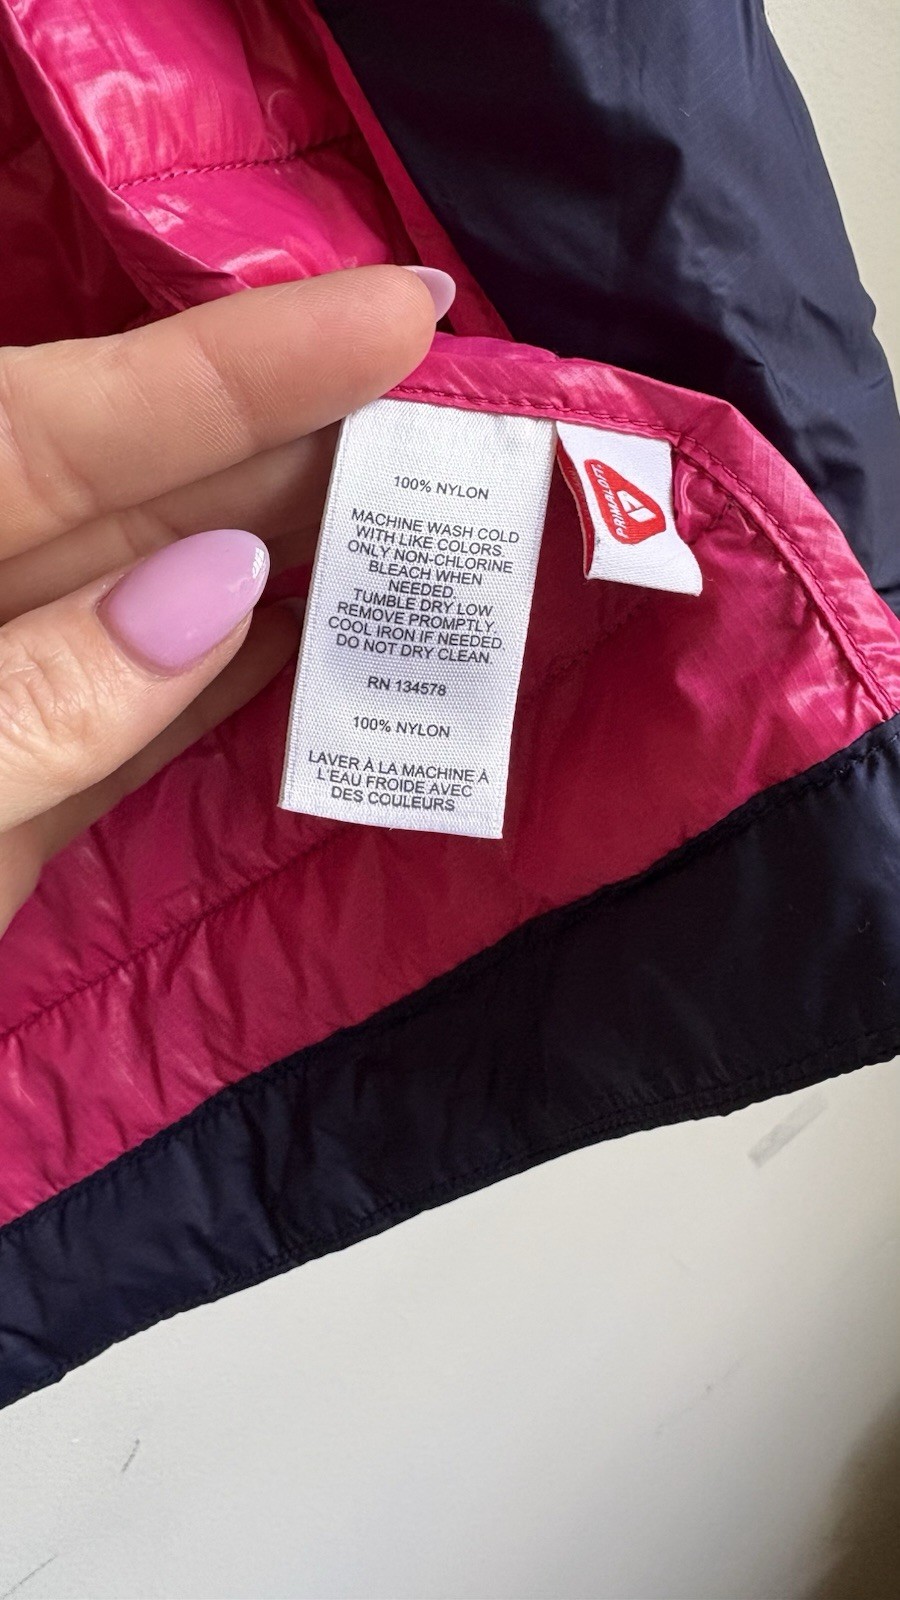 100% NYLON
MACHINE WASH COLD
WITH LIKE COLORS.
ONLY NON-CHLORINE
BLEACH WHEN
NEEDED.
TUMBLE DRY LOW
REMOVE PROMPTLY.
COOL IRON IF NEEDED.
DO NOT DRY CLEAN.
RN 134578
100% NYLON
LAVER À LA MACHINE À
L'EAU FROIDE AVEC
DES COULEURS
PRIMALOFT